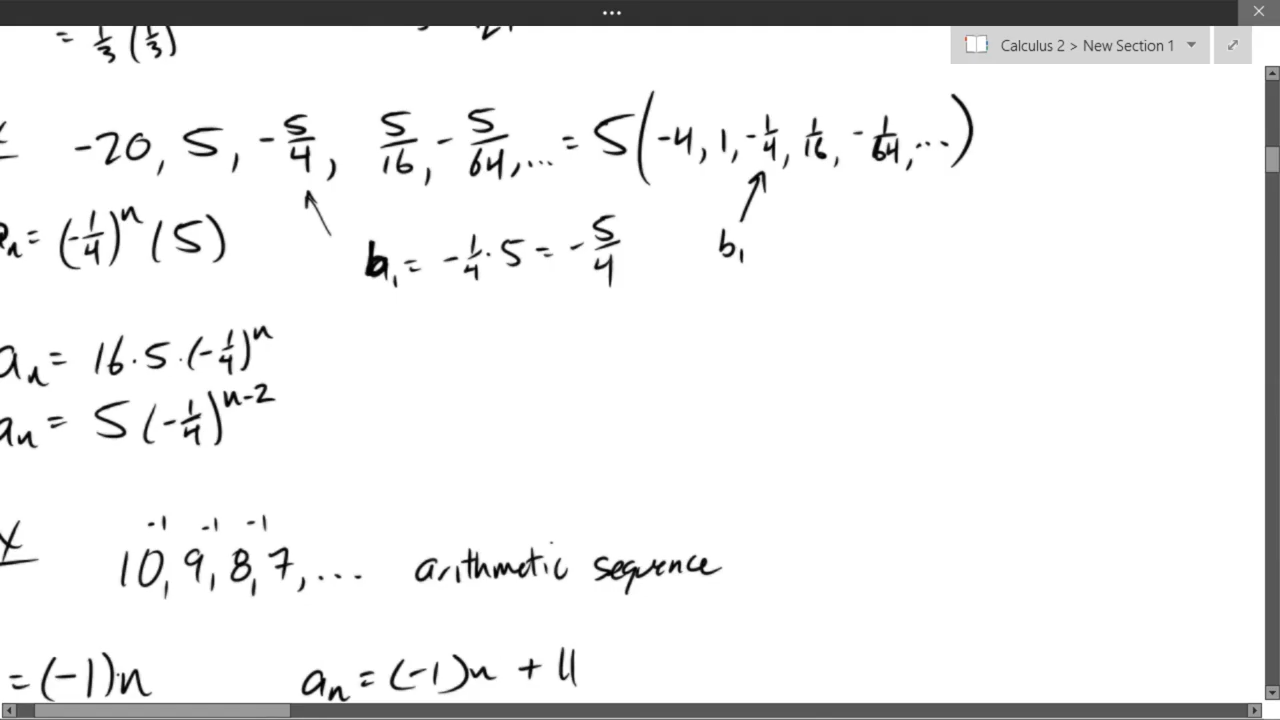 ...
Calculus 2 > New Section 1
= 1/3 (1/3)
-20, 5, -5/4, 5/16, -5/64, ... = 5(-4, 1, -1/4, 1/16, -1/64, ...)
n = (-1/4)^n (5)
b₁ = -1/4 · 5 = -5/4
b₁
aₙ = 16 · 5 · (-1/4)^n
aₙ = 5 (-1/4)^(n-2)
-1 -1 -1
x 10, 9, 8, 7, ... arithmetic sequence
= (-1)·n aₙ = (-1)n + 11